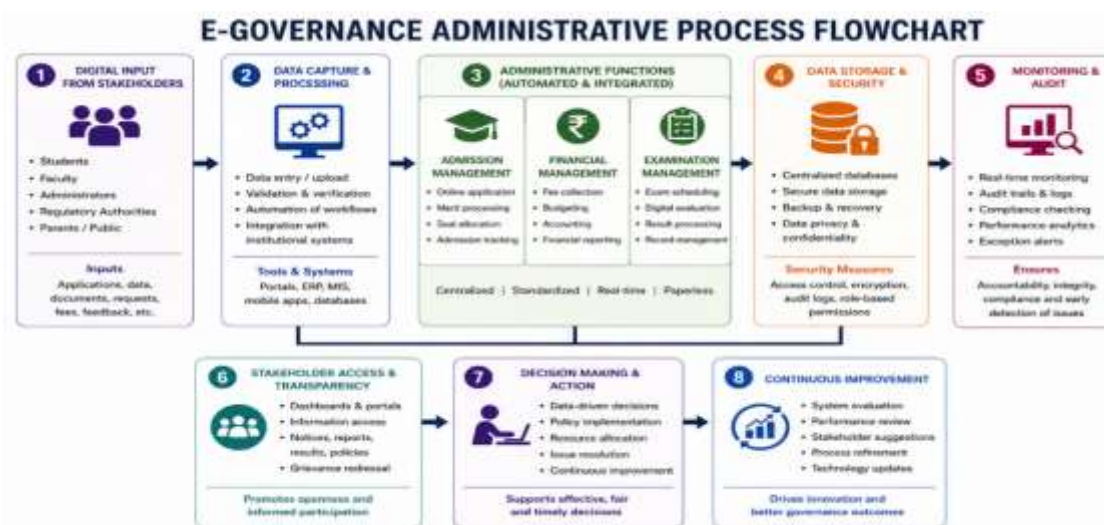 E-GOVERNANCE ADMINISTRATIVE PROCESS FLOWCHART
1
DIGITAL INPUT
FROM STAKEHOLDERS
• Students
• Faculty
• Administrators
• Regulatory Authorities
• Parents / Public
Inputs
Applications, data,
documents, requests,
fees, feedback, etc.
2
DATA CAPTURE &
PROCESSING
• Data entry / upload
• Validation & verification
• Automation of workflows
• Integration with
institutional systems
Tools & Systems
Portals, ERP, MIS,
mobile apps, databases
3
ADMINISTRATIVE FUNCTIONS
(AUTOMATED & INTEGRATED)
ADMISSION
MANAGEMENT
• Online application
• Merit processing
• Seat allocation
• Admission tracking
₹
FINANCIAL
MANAGEMENT
• Fee collection
• Budgeting
• Accounting
• Financial reporting
EXAMINATION
MANAGEMENT
• Exam scheduling
• Digital evaluation
• Result processing
• Record management
Centralized | Standardized | Real-time | Paperless
4
DATA STORAGE &
SECURITY
• Centralized databases
• Secure data storage
• Backup & recovery
• Data privacy &
confidentiality
Security Measures
Access control, encryption,
audit logs, role-based
permissions
5
MONITORING &
AUDIT
• Real-time monitoring
• Audit trails & logs
• Compliance checking
• Performance analytics
• Exception alerts
Ensures
Accountability, integrity,
compliance and early
detection of issues
6
STAKEHOLDER ACCESS &
TRANSPARENCY
• Dashboards & portals
• Information access
• Notices, reports,
results, policies
• Grievance redressal
Promotes openness and
informed participation
7
DECISION MAKING &
ACTION
• Data-driven decisions
• Policy implementation
• Resource allocation
• Issue resolution
• Continuous improvement
Supports effective, fair
and timely decisions
8
CONTINUOUS IMPROVEMENT
• System evaluation
• Performance review
• Stakeholder suggestions
• Process refinement
• Technology updates
Drives innovation and
better governance outcomes